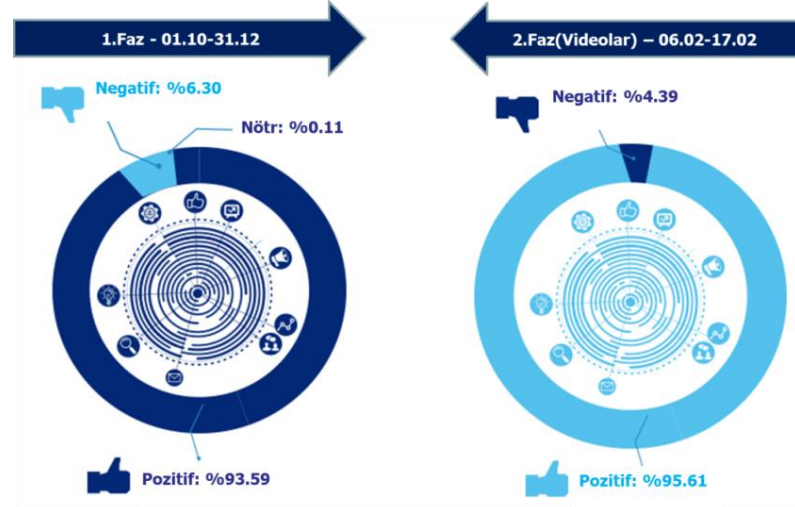 1.Faz - 01.10-31.12
Negatif: %6.30
Nötr: %0.11
Pozitif: %93.59
2.Faz(Videolar) – 06.02-17.02
Negatif: %4.39
Pozitif: %95.61